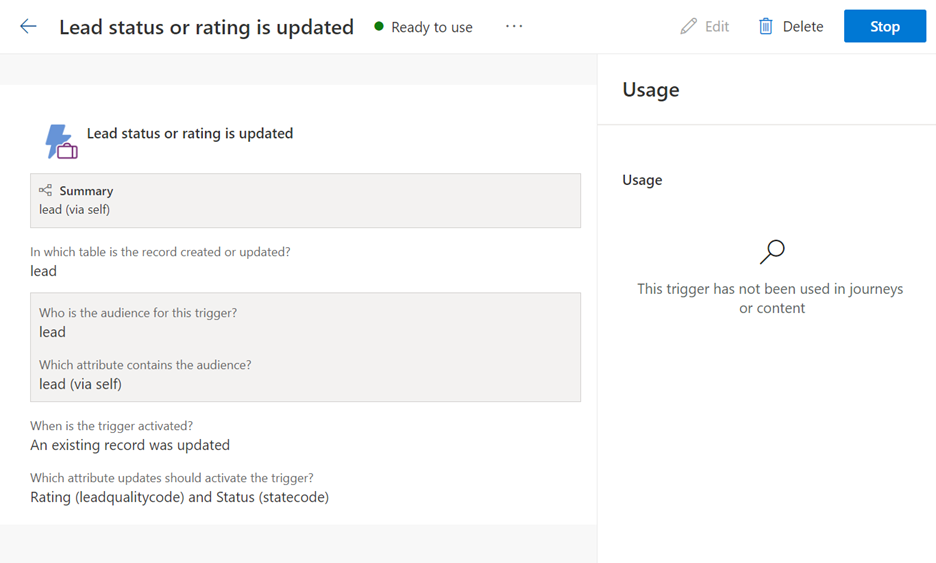 Lead status or rating is updated
Ready to use
...
Edit
Delete
Stop
Lead status or rating is updated
Summary
lead (via self)
In which table is the record created or updated?
lead
Who is the audience for this trigger?
lead
Which attribute contains the audience?
lead (via self)
When is the trigger activated?
An existing record was updated
Which attribute updates should activate the trigger?
Rating (leadqualitycode) and Status (statecode)
Usage
Usage
This trigger has not been used in journeys
or content